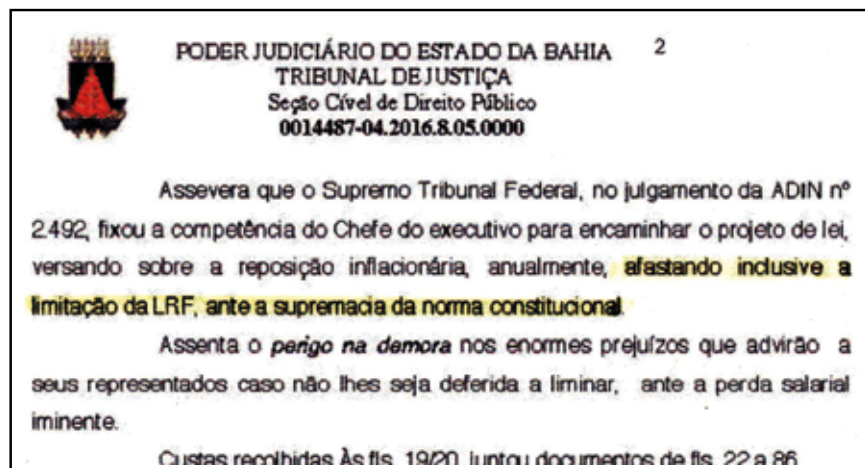 PODER JUDICIÁRIO DO ESTADO DA BAHIA 2
TRIBUNAL DE JUSTIÇA
Seção Cível de Direito Público
0014487-04.2016.8.05.0000
Assevera que o Supremo Tribunal Federal, no julgamento da ADIN nº
2.492, fixou a competência do Chefe do executivo para encaminhar o projeto de lei,
versando sobre a reposição inflacionária, anualmente, afastando inclusive a
limitação da LRF, ante a supremacia da norma constitucional.
Assenta o perigo na demora nos enormes prejuízos que advirão a
seus representados caso não lhes seja deferida a liminar, ante a perda salarial
iminente.
Custas recolhidas Às fls. 19/20, juntou documentos de fls. 22 a 86